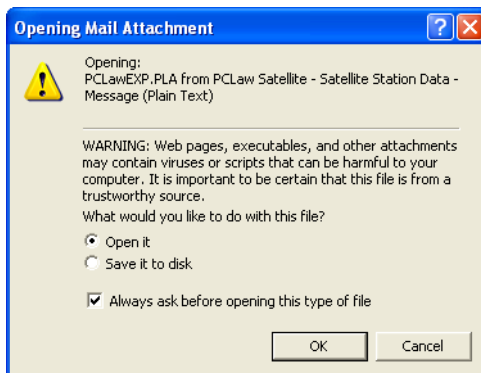 Opening Mail Attachment
Opening:
PCLawEXP.PLA from PCLaw Satellite - Satellite Station Data -
Message (Plain Text)
WARNING: Web pages, executables, and other attachments
may contain viruses or scripts that can be harmful to your
computer. It is important to be certain that this file is from a
trustworthy source.
What would you like to do with this file?
Open it
Save it to disk
Always ask before opening this type of file
OK
Cancel